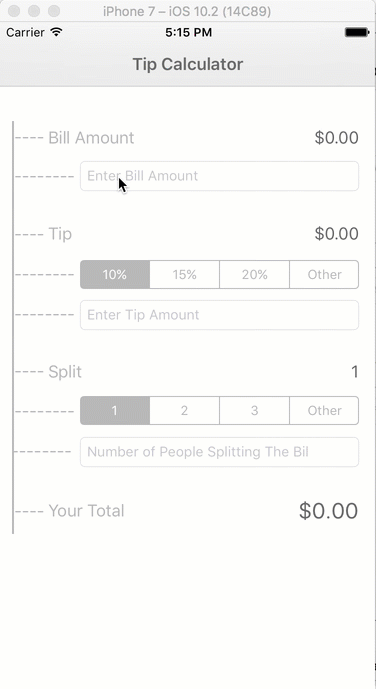 iPhone 7 – iOS 10.2 (14C89)
Carrier 5:15 PM
Tip Calculator
Bill Amount $0.00
Enter Bill Amount
Tip $0.00
10% 15% 20% Other
Enter Tip Amount
Split 1
1 2 3 Other
Number of People Splitting The Bil
Your Total $0.00